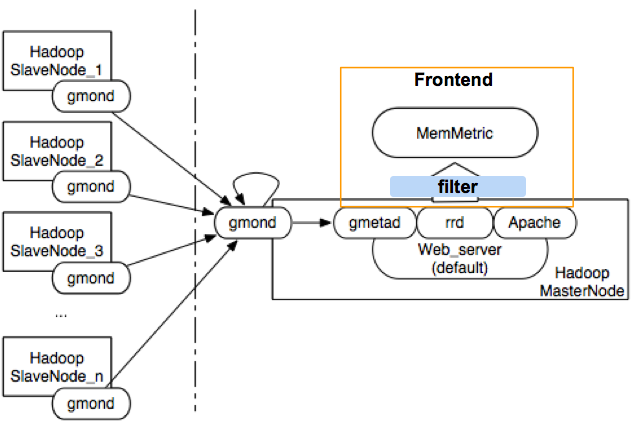 Hadoop
SlaveNode_1
gmond
Hadoop
SlaveNode_2
gmond
Hadoop
SlaveNode_3
gmond
...
Hadoop
SlaveNode_n
gmond
gmond
Frontend
MemMetric
filter
gmetad
rrd
Apache
Web_server
(default)
Hadoop
MasterNode